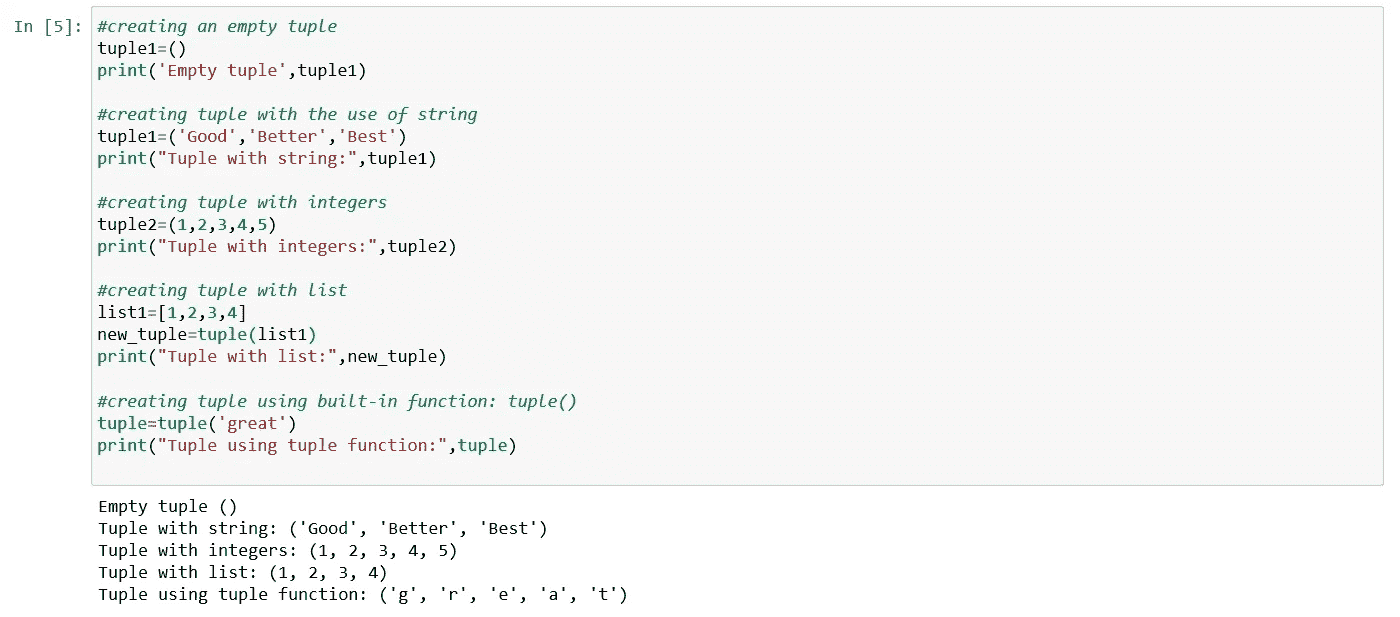 In [5]: #creating an empty tuple
tuple1=()
print('Empty tuple',tuple1)
#creating tuple with the use of string
tuple1=('Good','Better','Best')
print("Tuple with string:",tuple1)
#creating tuple with integers
tuple2=(1,2,3,4,5)
print("Tuple with integers:",tuple2)
#creating tuple with list
list1=[1,2,3,4]
new_tuple=tuple(list1)
print("Tuple with list:",new_tuple)
#creating tuple using built-in function: tuple()
tuple=tuple('great')
print("Tuple using tuple function:",tuple)
Empty tuple ()
Tuple with string: ('Good', 'Better', 'Best')
Tuple with integers: (1, 2, 3, 4, 5)
Tuple with list: (1, 2, 3, 4)
Tuple using tuple function: ('g', 'r', 'e', 'a', 't')